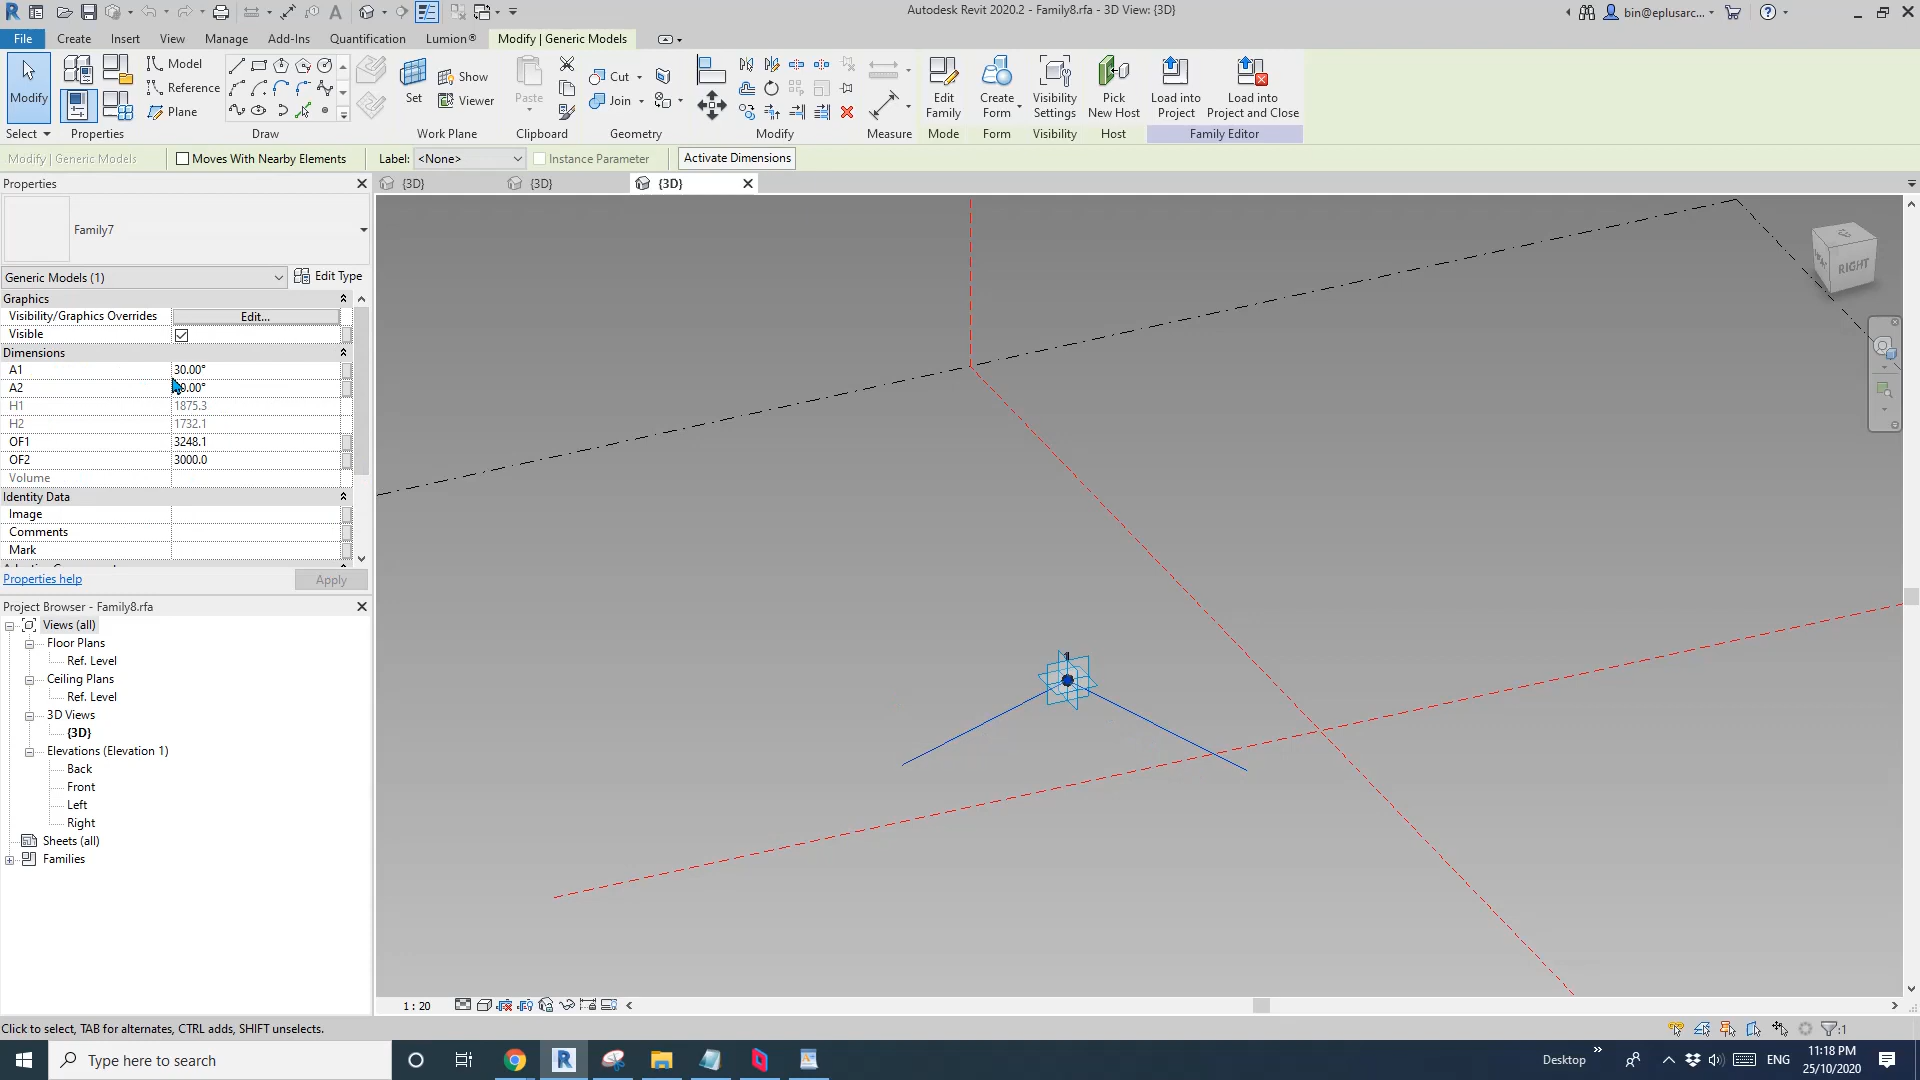 Autodesk Revit 2020.2 - Family8.rfa - 3D View: {3D}
bin@eplusarc...
File
Create
Insert
View
Manage
Add-Ins
Quantification
Lumion®
Modify | Generic Models
Modify
Select
Properties
Model
Reference
Plane
Draw
Set
Show
Viewer
Work Plane
Paste
Clipboard
Cut
Join
Geometry
Modify
Measure
Edit
Family
Mode
Create
Form
Form
Visibility
Settings
Visibility
Pick
New Host
Host
Load into
Project
Load into
Project and Close
Family Editor
Modify | Generic Models
Moves With Nearby Elements
Label:
<None>
Instance Parameter
Activate Dimensions
Properties
{3D}
{3D}
{3D}
Family7
Generic Models (1)
Edit Type
Graphics
Visibility/Graphics Overrides
Edit...
Visible
Dimensions
A1
30.00°
A2
H1
1875.3
H2
1732.1
OF1
3248.1
OF2
3000.0
Volume
Identity Data
Image
Comments
Mark
Properties help
Apply
Project Browser - Family8.rfa
Views (all)
Floor Plans
Ref. Level
Ceiling Plans
Ref. Level
3D Views
{3D}
Elevations (Elevation 1)
Back
Front
Left
Right
Sheets (all)
Families
RIGHT
1
1 : 20
Click to select, TAB for alternates, CTRL adds, SHIFT unselects.
:1
Type here to search
Desktop
ENG
11:18 PM
25/10/2020